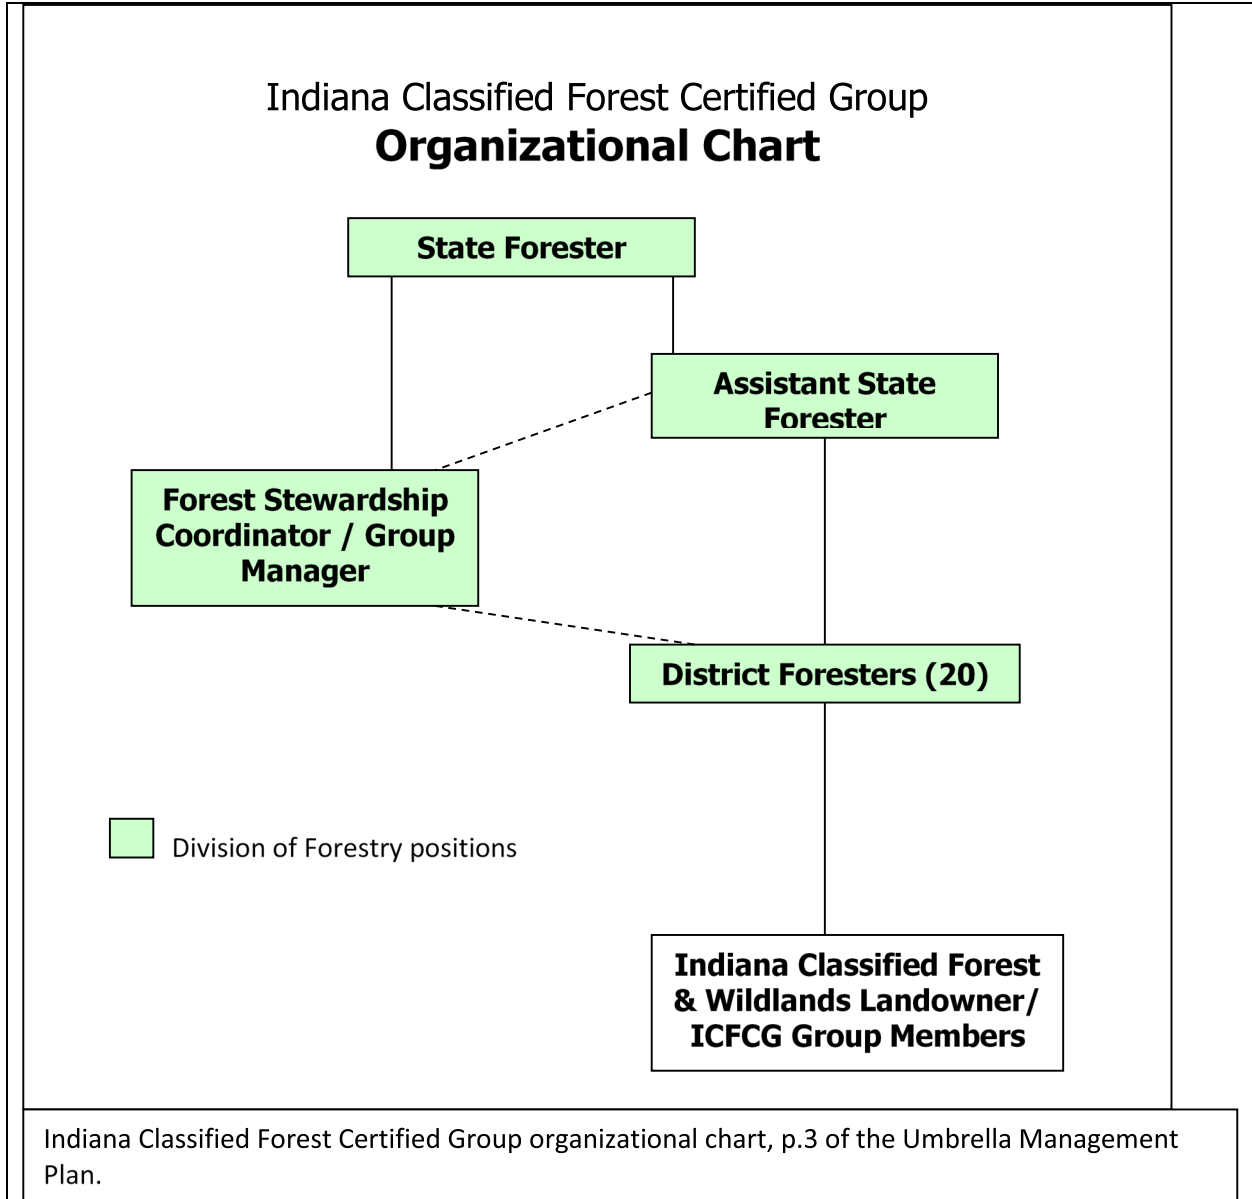 Indiana Classified Forest Certified Group
Organizational Chart
State Forester
Assistant State
Forester
Forest Stewardship
Coordinator / Group
Manager
District Foresters (20)
Division of Forestry positions
Indiana Classified Forest
& Wildlands Landowner/
ICFCG Group Members
Indiana Classified Forest Certified Group organizational chart, p.3 of the Umbrella Management
Plan.